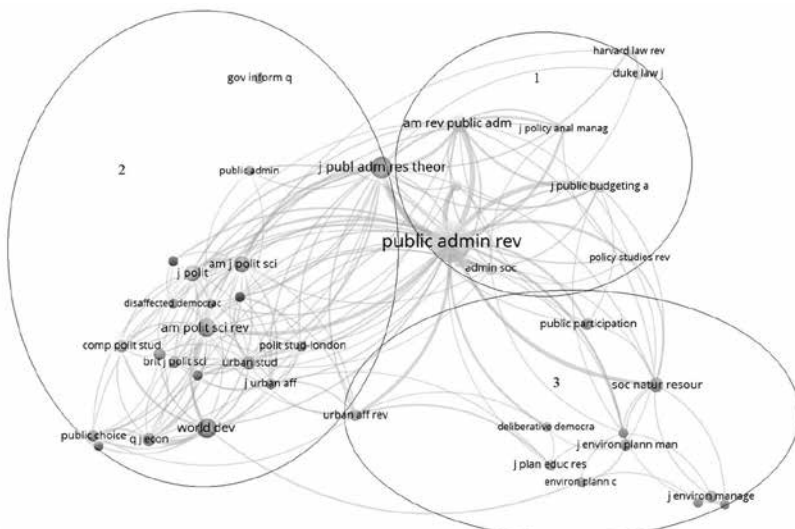 harvard law rev
duke law j
gov inform q
1
am rev public adm
j policy anal manag
2
public admin
j publ adm res theor
j public budgeting a
public admin rev
admin soc
policy studies rev
am j polit sci
j polit
disaffected democrac
am polit sci rev
public participation
comp polit stud
polit stud-london
brit j polit sci
urban stud
j urban aff
3
soc natur resour
urban aff rev
deliberative democra
world dev
public choice
q j econ
j environ plann man
j plan educ res
environ plann c
j environ manage